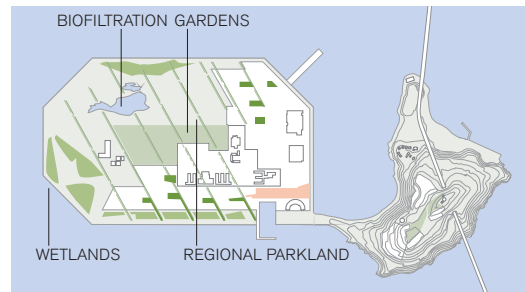 BIOFILTRATION GARDENS
WETLANDS
REGIONAL PARKLAND